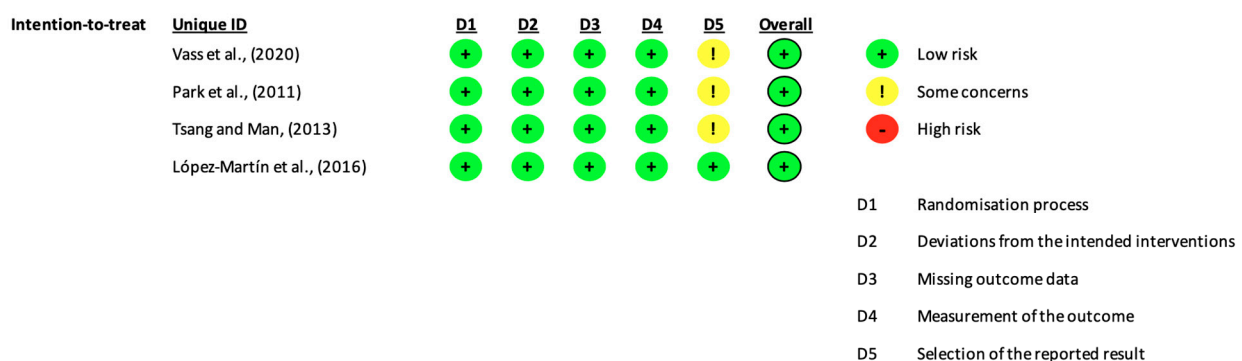 Intention-to-treat Unique ID D1 D2 D3 D4 D5 Overall
Vass et al., (2020) + + + + ! +
Park et al., (2011) + + + + ! +
Tsang and Man, (2013) + + + + ! +
López-Martín et al., (2016) + + + + + +
+ Low risk
! Some concerns
- High risk
D1 Randomisation process
D2 Deviations from the intended interventions
D3 Missing outcome data
D4 Measurement of the outcome
D5 Selection of the reported result